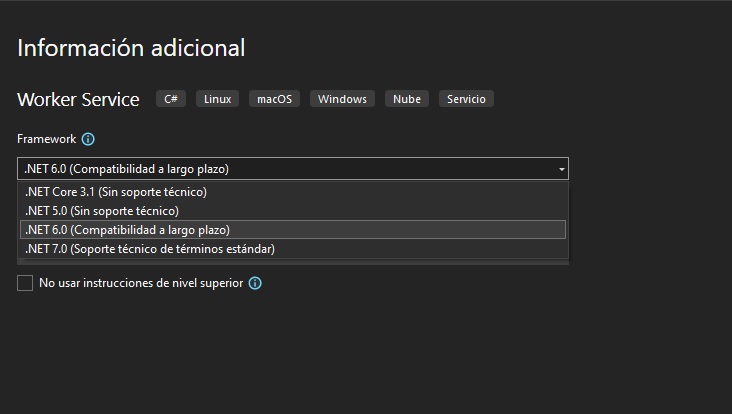 Información adicional
Worker Service C# Linux macOS Windows Nube Servicio
Framework
.NET 6.0 (Compatibilidad a largo plazo)
.NET Core 3.1 (Sin soporte técnico)
.NET 5.0 (Sin soporte técnico)
.NET 6.0 (Compatibilidad a largo plazo)
.NET 7.0 (Soporte técnico de términos estándar)
No usar instrucciones de nivel superior